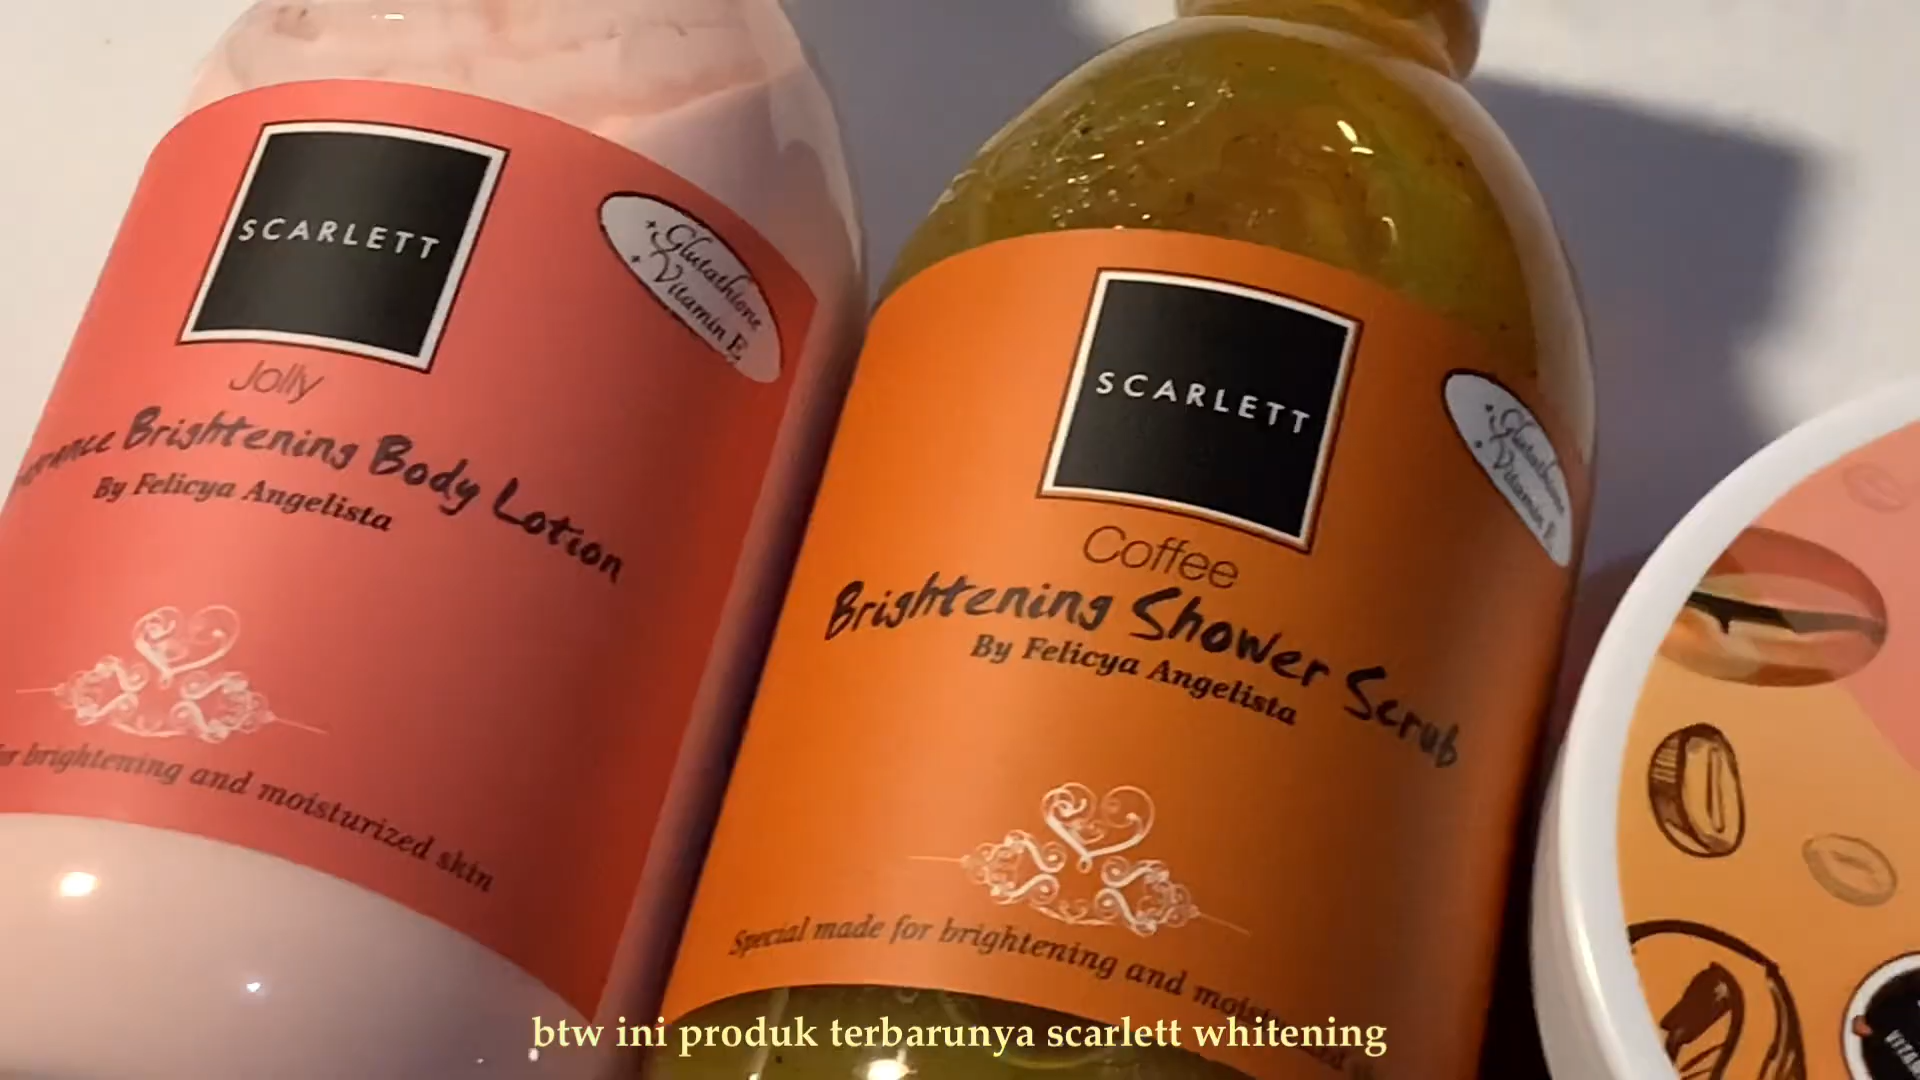 SCARLETT
Glutathione
Vitamin E
Jolly
Brightening Body Lotion
By Felicya Angelista
brightening and moisturized skin
SCARLETT
Glutathione
Vitamin E
Coffee
Brightening Shower Scrub
By Felicya Angelista
Special made for brightening and
btw ini produk terbarunya scarlett whitening